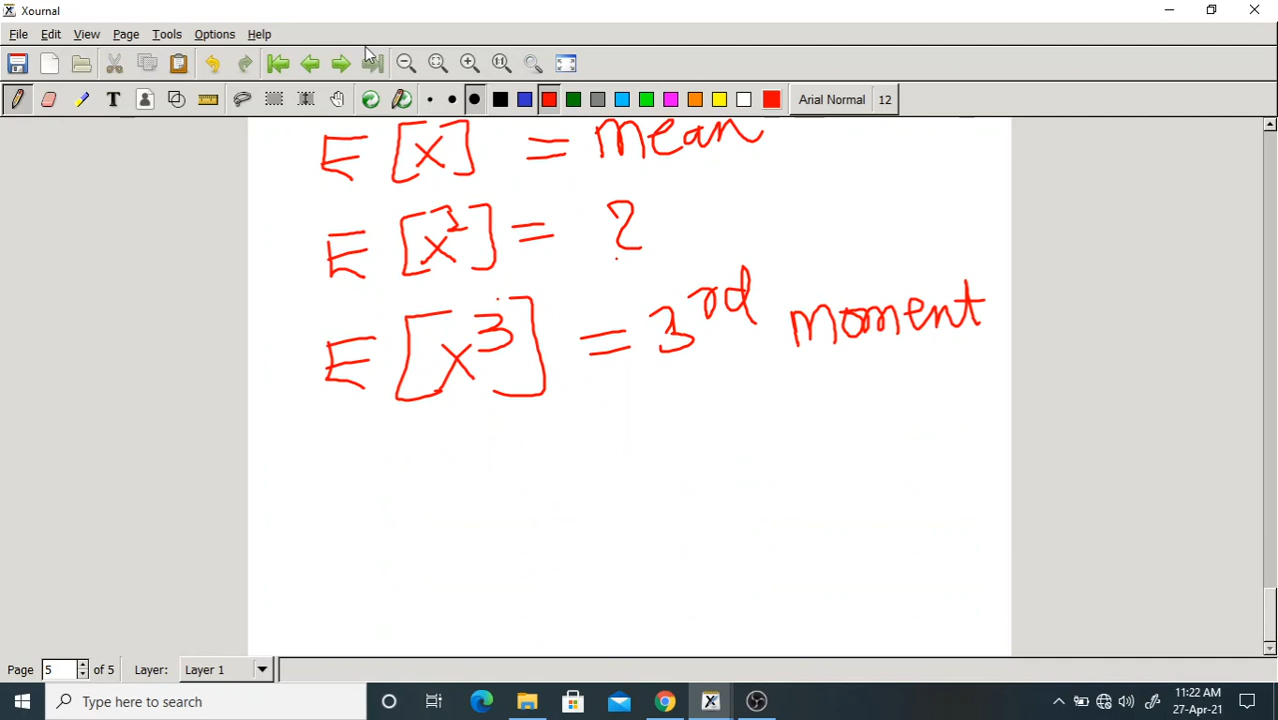 Xournal
File Edit View Page Tools Options Help
Arial Normal 12
E [x] = mean
E [x²] = ?
E [x³] = 3rd moment
Page 5 of 5 Layer: Layer 1
Type here to search
11:22 AM
27-Apr-21